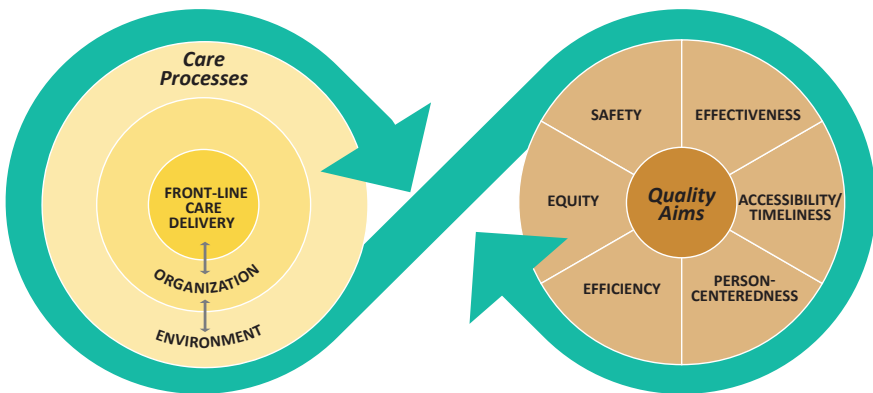 Care
Processes
FRONT-LINE
CARE
DELIVERY
ORGANIZATION
ENVIRONMENT
SAFETY
EFFECTIVENESS
EQUITY
Quality
Aims
ACCESSIBILITY/
TIMELINESS
EFFICIENCY
PERSON-
CENTEREDNESS